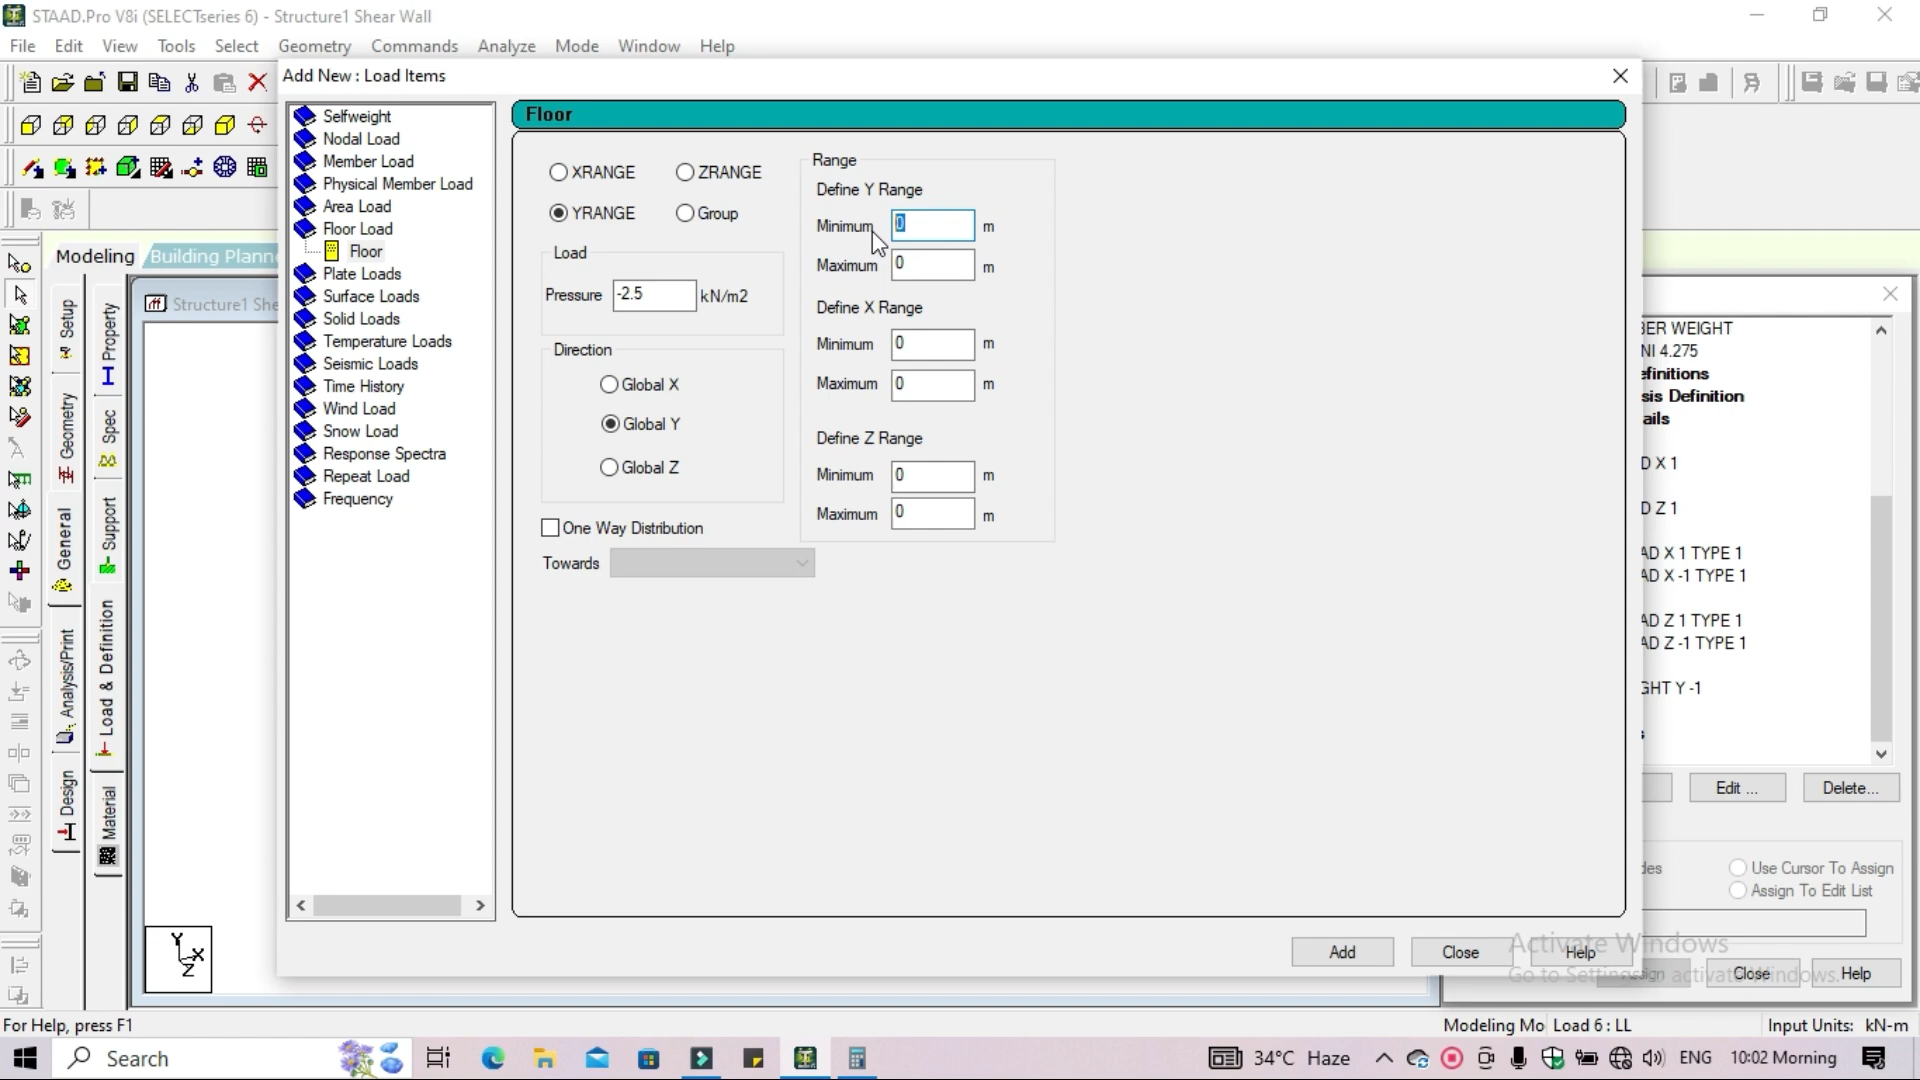 STAAD.Pro V8i (SELECTseries 6) - Structure1 Shear Wall
File Edit View Tools Select Geometry Commands Analyze Mode Window Help
Add New : Load Items
Selfweight
Nodal Load
Member Load
Physical Member Load
Area Load
Floor Load
Floor
Plate Loads
Surface Loads
Solid Loads
Temperature Loads
Seismic Loads
Time History
Wind Load
Snow Load
Response Spectra
Repeat Load
Frequency
Floor
XRANGE ZRANGE
YRANGE Group
Load
Pressure -2.5 kN/m2
Direction
Global X
Global Y
Global Z
One Way Distribution
Towards
Range
Define Y Range
Minimum 0 m
Maximum 0 m
Define X Range
Minimum 0 m
Maximum 0 m
Define Z Range
Minimum 0 m
Maximum 0 m
Add Close Help
Modeling Building Plann
Structure1 She
Setup
Geometry
General
Analysis/Print
Design
Property
Spec
Support
Load & Definition
Material
Y
X
Z
BER WEIGHT
NI 4.275
efinitions
sis Definition
ails
D X 1
D Z 1
AD X 1 TYPE 1
AD X -1 TYPE 1
AD Z 1 TYPE 1
AD Z -1 TYPE 1
GHT Y -1
Edit ... Delete...
des
Use Cursor To Assign
Assign To Edit List
Activate Windows
Go to Settings to activate Windows.
Close Help
For Help, press F1
Modeling Mo Load 6 : LL Input Units: kN-m
Search
34°C Haze
ENG 10:02 Morning